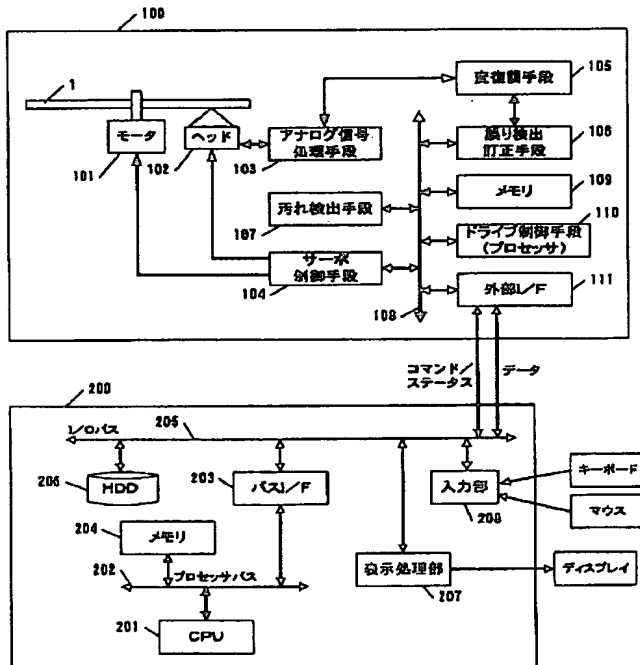 100
1
変復調手段
105
モータ
101
ヘッド
102
アナログ信号
処理手段
103
誤り検出
訂正手段
106
メモリ
109
汚れ検出手段
107
ドライブ制御手段
(プロセッサ)
110
サーボ
制御手段
104
外部I/F
111
108
コマンド/
ステータス
データ
200
I/Oバス
205
HDD
206
バスI/F
203
入力部
208
キーボード
マウス
メモリ
204
202
プロセッサバス
表示処理部
207
ディスプレイ
CPU
201